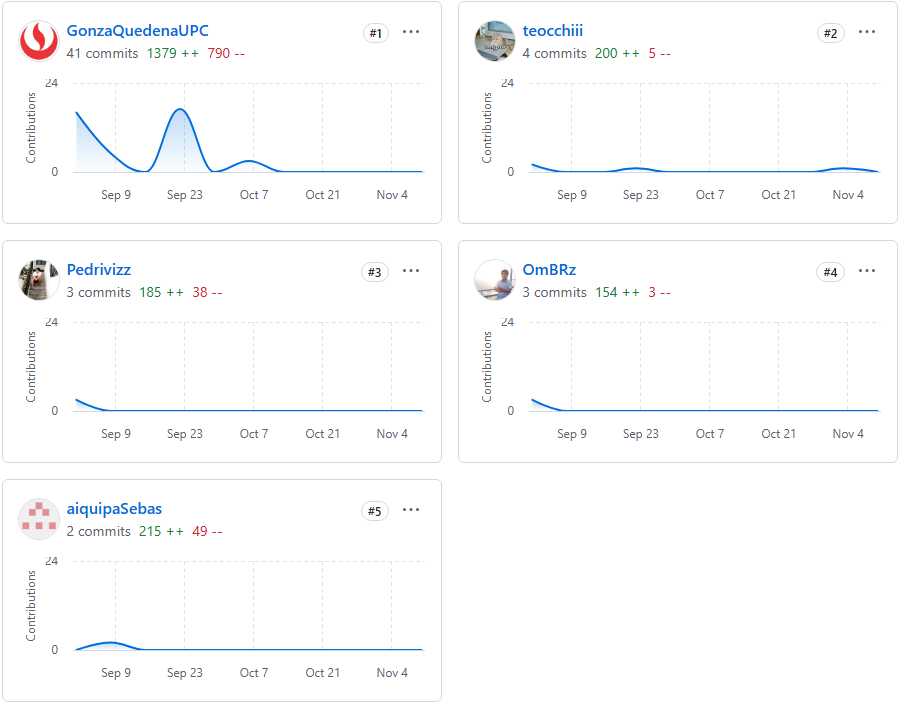 GonzaQuedenaUPC #1 ···
41 commits 1379 ++ 790 --
Contributions
24
0
Sep 9 Sep 23 Oct 7 Oct 21 Nov 4
teocchiii #2 ···
4 commits 200 ++ 5 --
Contributions
24
0
Sep 9 Sep 23 Oct 7 Oct 21 Nov 4
Pedrivizz #3 ···
3 commits 185 ++ 38 --
Contributions
24
0
Sep 9 Sep 23 Oct 7 Oct 21 Nov 4
OmBRz #4 ···
3 commits 154 ++ 3 --
Contributions
24
0
Sep 9 Sep 23 Oct 7 Oct 21 Nov 4
aiquipaSebas #5 ···
2 commits 215 ++ 49 --
Contributions
24
0
Sep 9 Sep 23 Oct 7 Oct 21 Nov 4